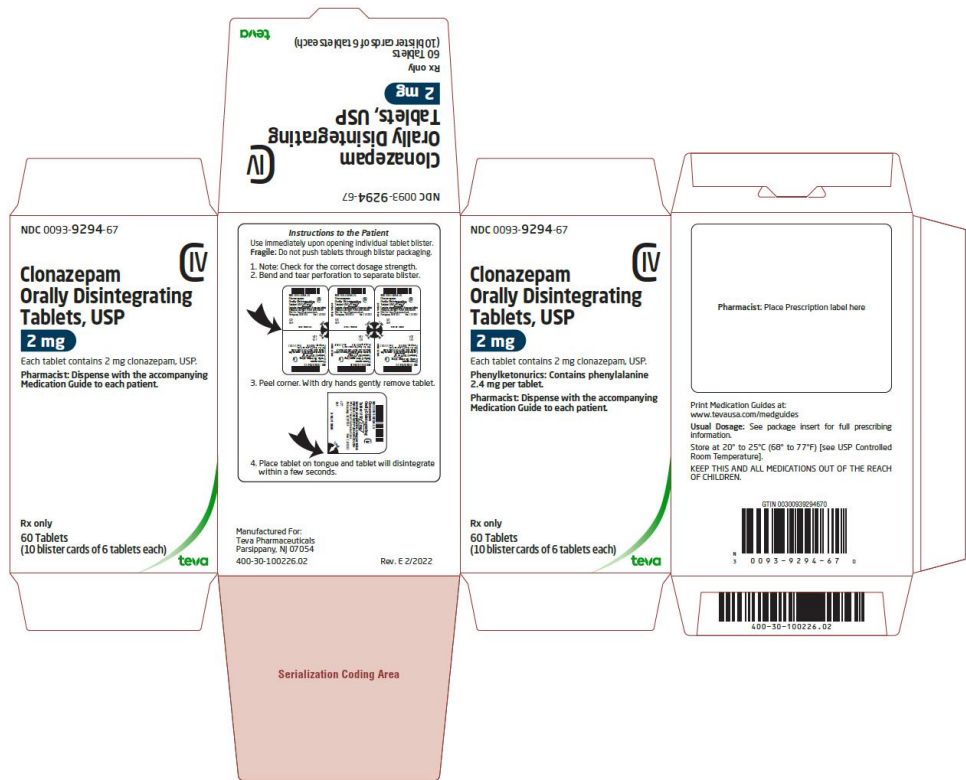 teva
(10 blister cards of 6 tablets each)
60 Tablets
Rx only
2 mg
Tablets, USP
Orally Disintegrating
Clonazepam
CIV
NDC 0093-9294-67
NDC 0093-9294-67
CIV
Clonazepam
Orally Disintegrating
Tablets, USP
2 mg
Each tablet contains 2 mg clonazepam, USP.
Pharmacist: Dispense with the accompanying
Medication Guide to each patient.
Rx only
60 Tablets
(10 blister cards of 6 tablets each)
teva
Instructions to the Patient
Use immediately upon opening individual tablet blister.
Fragile: Do not push tablets through blister packaging.
1. Note: Check for the correct dosage strength.
2. Bend and tear perforation to separate blister.
3. Peel corner. With dry hands gently remove tablet.
4. Place tablet on tongue and tablet will disintegrate
within a few seconds.
Manufactured For:
Teva Pharmaceuticals
Parsippany, NJ 07054
400-30-100226.02 Rev. E 2/2022
Serialization Coding Area
NDC 0093-9294-67
CIV
Clonazepam
Orally Disintegrating
Tablets, USP
2 mg
Each tablet contains 2 mg clonazepam, USP.
Phenylketonurics: Contains phenylalanine
2.4 mg per tablet.
Pharmacist: Dispense with the accompanying
Medication Guide to each patient.
Rx only
60 Tablets
(10 blister cards of 6 tablets each)
teva
Pharmacist: Place Prescription label here
Print Medication Guides at:
www.tevausa.com/medguides
Usual Dosage: See package insert for full prescribing
information.
Store at 20° to 25°C (68° to 77°F) [see USP Controlled
Room Temperature].
KEEP THIS AND ALL MEDICATIONS OUT OF THE REACH
OF CHILDREN.
GTIN 00300939294670
N
3 0093-9294-67 0
400-30-100226.02